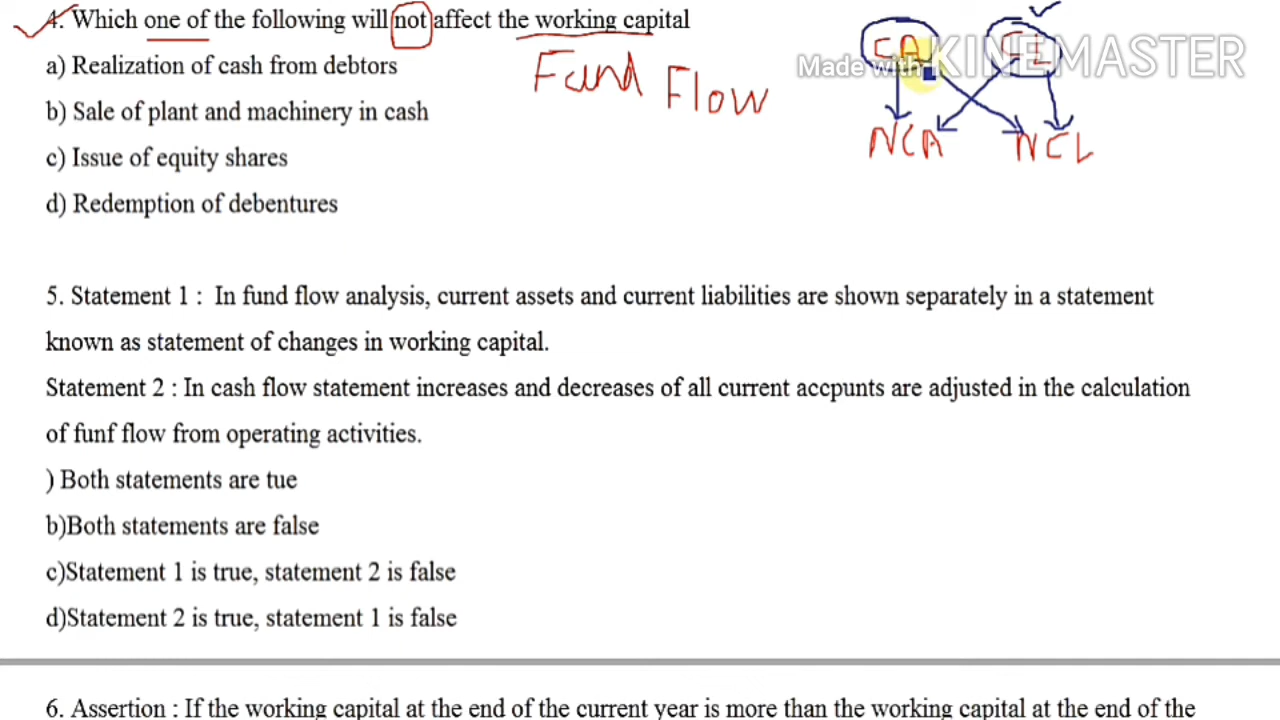 4. Which one of the following will not affect the working capital
a) Realization of cash from debtors
b) Sale of plant and machinery in cash
c) Issue of equity shares
d) Redemption of debentures
Fund Flow
CA CL
Made with KINEMASTER
NCA NCL
5. Statement 1 : In fund flow analysis, current assets and current liabilities are shown separately in a statement
known as statement of changes in working capital.
Statement 2 : In cash flow statement increases and decreases of all current accpunts are adjusted in the calculation
of funf flow from operating activities.
) Both statements are tue
b)Both statements are false
c)Statement 1 is true, statement 2 is false
d)Statement 2 is true, statement 1 is false
6. Assertion : If the working capital at the end of the current year is more than the working capital at the end of the